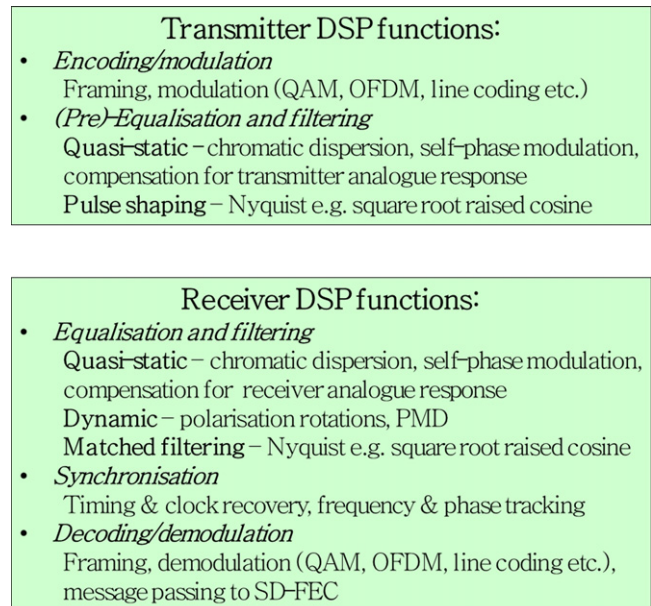 Transmitter DSP functions:
• Encoding/modulation
Framing, modulation (QAM, OFDM, line coding etc.)
• (Pre)-Equalisation and filtering
Quasi-static – chromatic dispersion, self-phase modulation,
compensation for transmitter analogue response
Pulse shaping – Nyquist e.g. square root raised cosine
Receiver DSP functions:
• Equalisation and filtering
Quasi-static – chromatic dispersion, self-phase modulation,
compensation for receiver analogue response
Dynamic – polarisation rotations, PMD
Matched filtering – Nyquist e.g. square root raised cosine
• Synchronisation
Timing & clock recovery, frequency & phase tracking
• Decoding/demodulation
Framing, demodulation (QAM, OFDM, line coding etc.),
message passing to SD-FEC